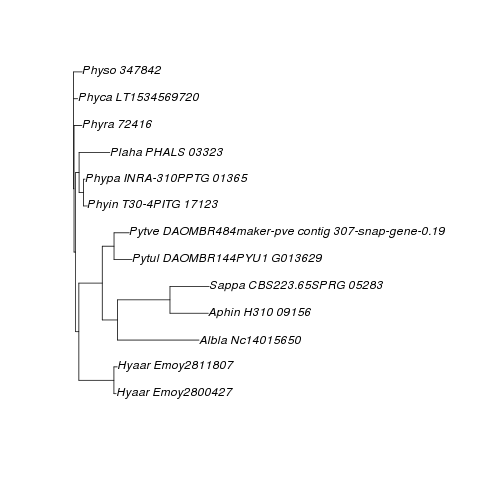 Physo 347842
Phyca LT1534569720
Phyra 72416
Plaha PHALS 03323
Phypa INRA-310PPTG 01365
Phyin T30-4PITG 17123
Pytve DAOMBR484maker-pve contig 307-snap-gene-0.19
Pytul DAOMBR144PYU1 G013629
Sappa CBS223.65SPRG 05283
Aphin H310 09156
Albla Nc14015650
Hyaar Emoy2811807
Hyaar Emoy2800427